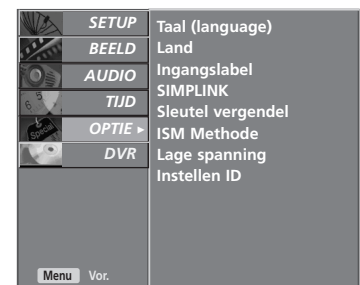 SETUP
BEELD
AUDIO
TIJD
Special
OPTIE ►
DVR
Taal (language)
Land
Ingangslabel
SIMPLINK
Sleutel vergendel
ISM Methode
Lage spanning
Instellen ID
Menu Vor.